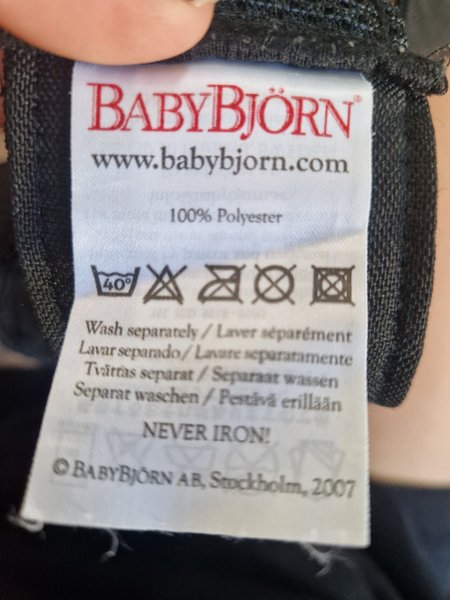 BABYBJÖRN®
www.babybjorn.com
100% Polyester
40°
Wash separately / Laver séparément
Lavar separado / Lavare separatamente
Tvättas separat / Separaat wassen
Separat waschen / Pestävä erillään
NEVER IRON!
© BABYBJÖRN AB, Stockholm, 2007